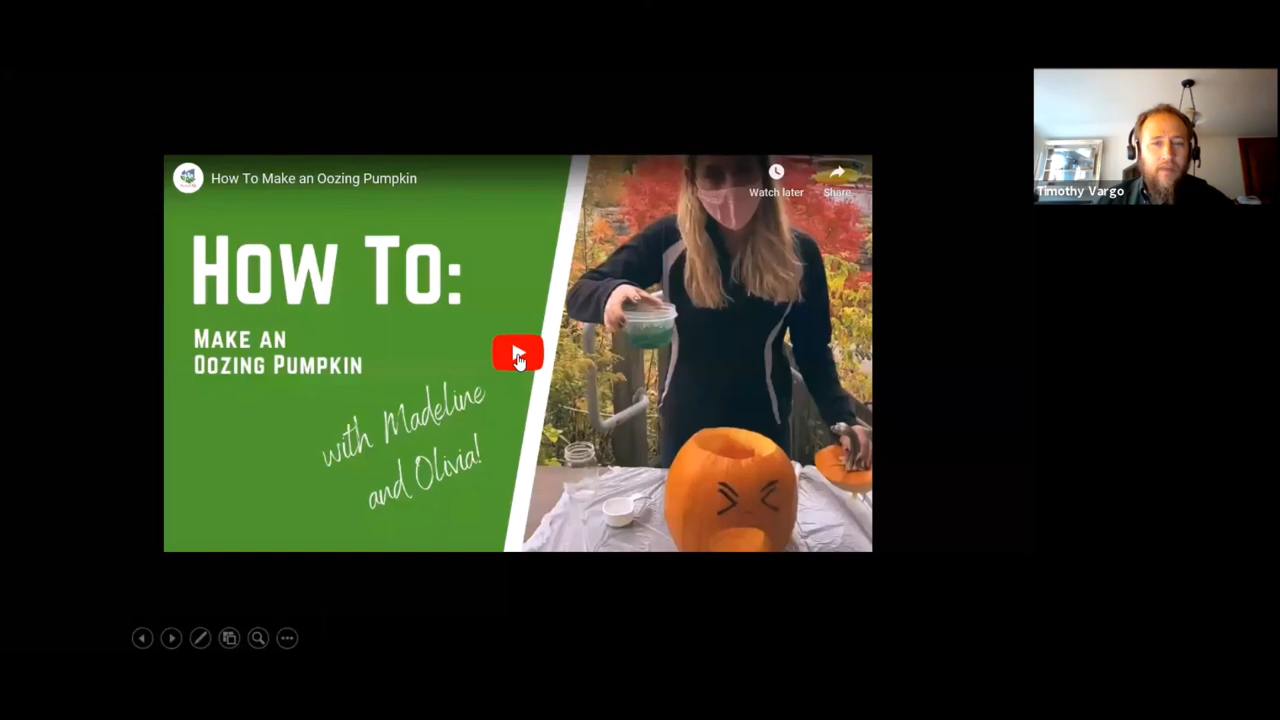 How To Make an Oozing Pumpkin
Watch later
Share
HOW TO:
MAKE AN
OOZING PUMPKIN
with Madeline
and Olivia!
Timothy Vargo